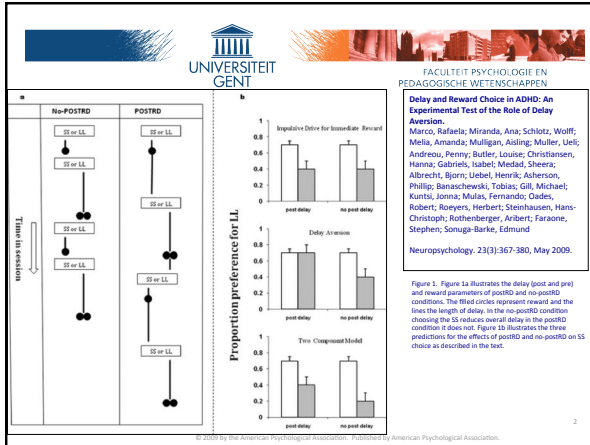 UNIVERSITEIT
GENT
FACULTEIT PSYCHOLOGIE EN
PEDAGOGISCHE WETENSCHAPPEN
a
No-POSTRD
POSTRD
SS or LL
SS or LL
SS or LL
SS or LL
SS or LL
SS or LL
SS or LL
SS or LL
Time in session
b
Proportion preference for LL
Impulsive Drive for Immediate Reward
1
0.8
0.6
0.4
0.2
0
post delay
no post delay
Delay Aversion
1
0.8
0.6
0.4
0.2
0
post delay
no post delay
Two Component Model
1
0.8
0.6
0.4
0.2
0
post delay
no post delay
Delay and Reward Choice in ADHD: An
Experimental Test of the Role of Delay
Aversion.
Marco, Rafaela; Miranda, Ana; Schlotz, Wolff;
Melia, Amanda; Mulligan, Aisling; Muller, Ueli;
Andreou, Penny; Butler, Louise; Christiansen,
Hanna; Gabriels, Isabel; Medad, Sheera;
Albrecht, Bjorn; Uebel, Henrik; Asherson,
Phillip; Banaschewski, Tobias; Gill, Michael;
Kuntsi, Jonna; Mulas, Fernando; Oades,
Robert; Roeyers, Herbert; Steinhausen, Hans-
Christoph; Rothenberger, Aribert; Faraone,
Stephen; Sonuga-Barke, Edmund
Neuropsychology. 23(3):367-380, May 2009.
Figure 1. Figure 1a illustrates the delay (post and pre)
and reward parameters of postRD and no-postRD
conditions. The filled circles represent reward and the
lines the length of delay. In the no-postRD condition
choosing the SS reduces overall delay in the postRD
condition it does not. Figure 1b illustrates the three
predictions for the effects of postRD and no-postRD on SS
choice as described in the text.
2
© 2009 by the American Psychological Association. Published by American Psychological Association.